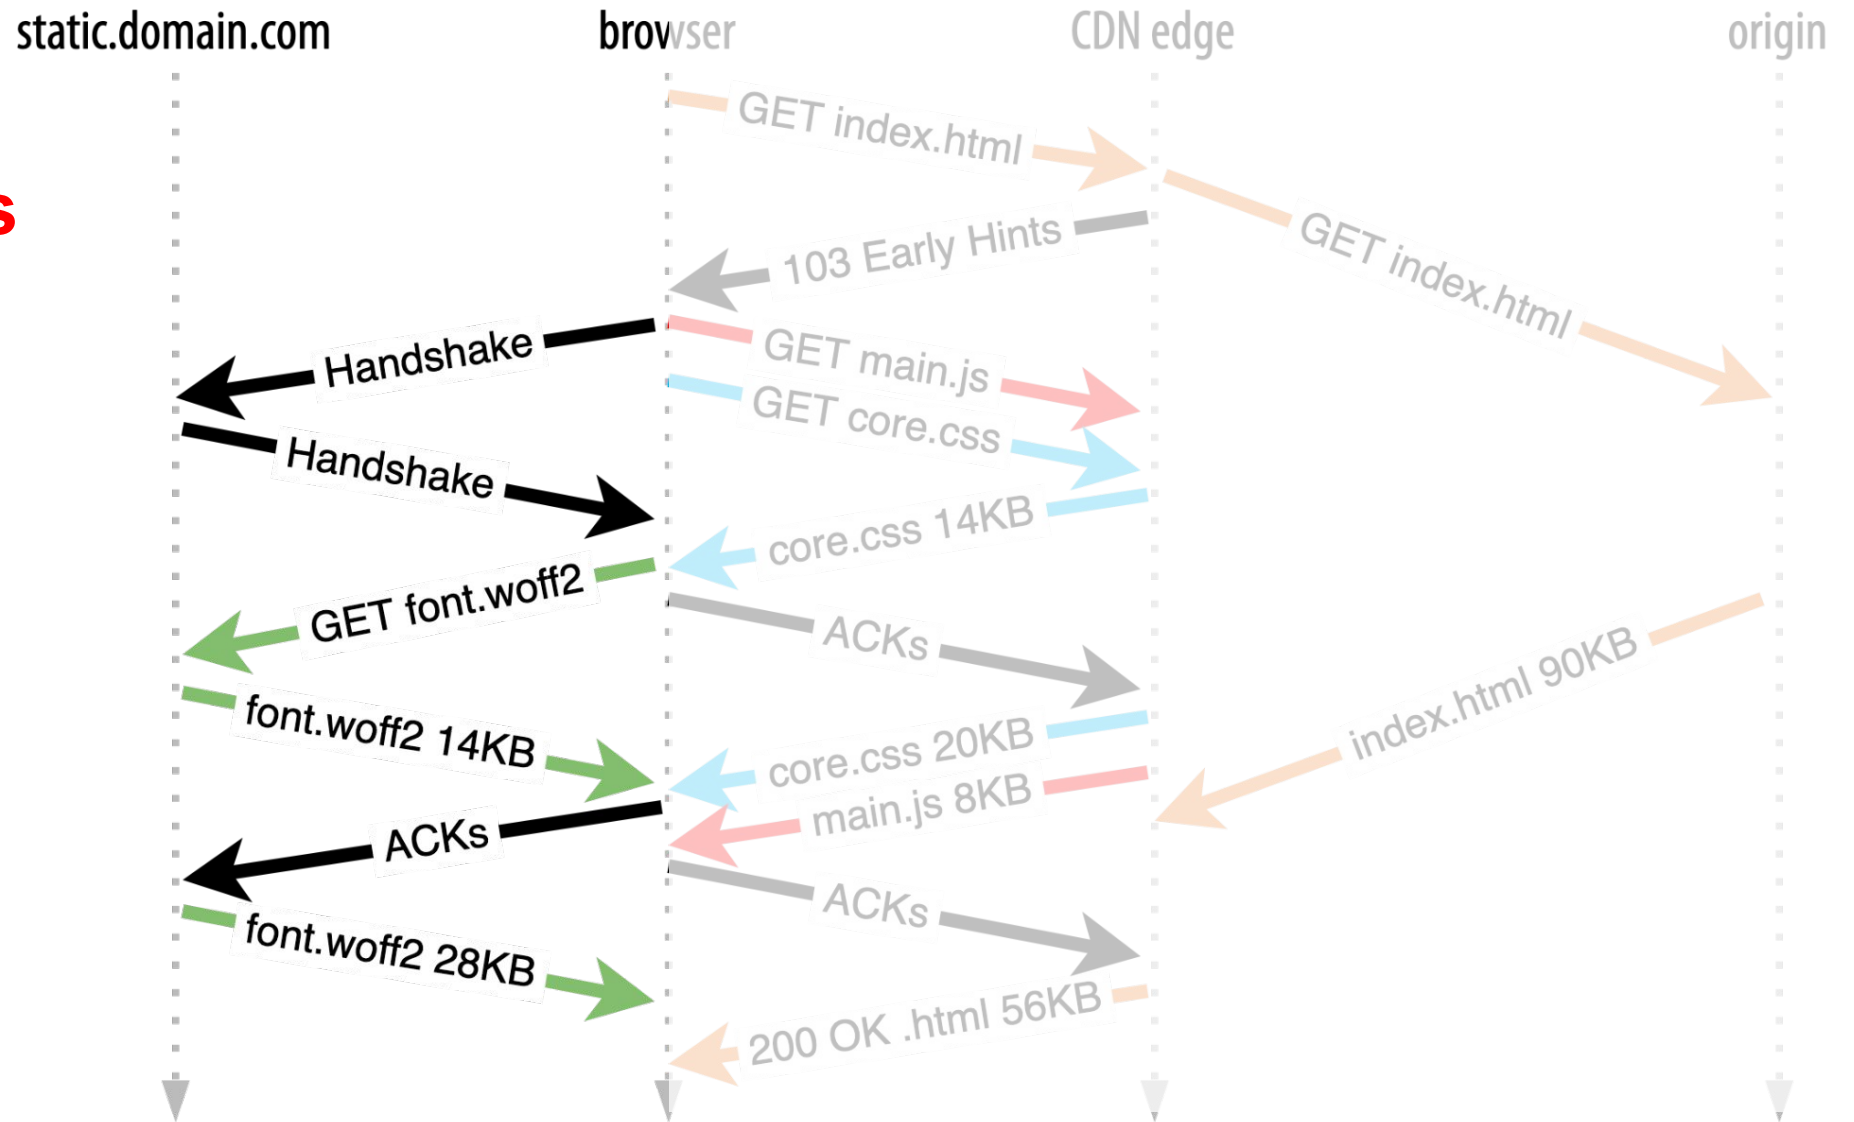 static.domain.com
browser
CDN edge
origin
s
GET index.html
GET index.html
103 Early Hints
Handshake
GET main.js
GET core.css
Handshake
core.css 14KB
GET font.woff2
ACKs
index.html 90KB
font.woff2 14KB
core.css 20KB
main.js 8KB
ACKs
ACKs
font.woff2 28KB
200 OK .html 56KB